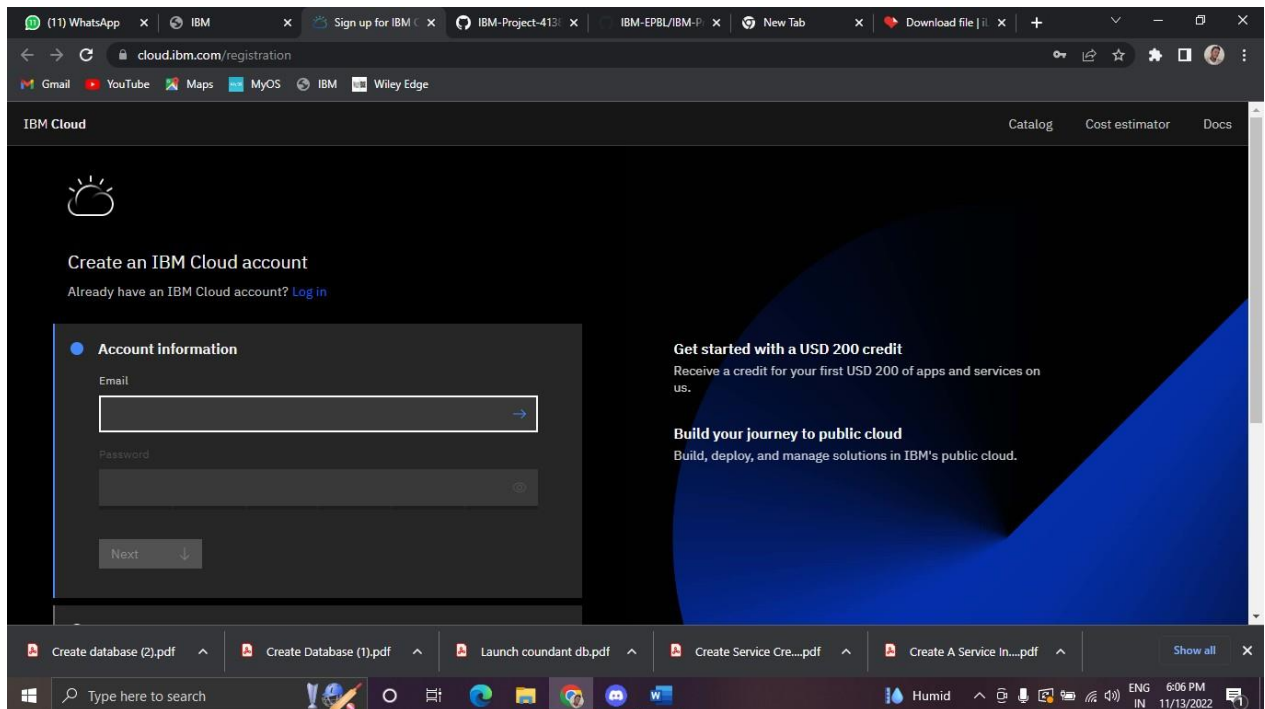 (11) WhatsApp
IBM
Sign up for IBM C
IBM-Project-413
IBM-EPBL/IBM-P
New Tab
Download file | iL
cloud.ibm.com/registration
Gmail
YouTube
Maps
MyOS
IBM
Wiley Edge
IBM Cloud
Catalog
Cost estimator
Docs
Create an IBM Cloud account
Already have an IBM Cloud account? Log in
Account information
Email
Password
Next
Get started with a USD 200 credit
Receive a credit for your first USD 200 of apps and services on
us.
Build your journey to public cloud
Build, deploy, and manage solutions in IBM's public cloud.
Create database (2).pdf
Create Database (1).pdf
Launch coundant db.pdf
Create Service Cre....pdf
Create A Service In....pdf
Show all
Type here to search
Humid
ENG
IN
6:06 PM
11/13/2022